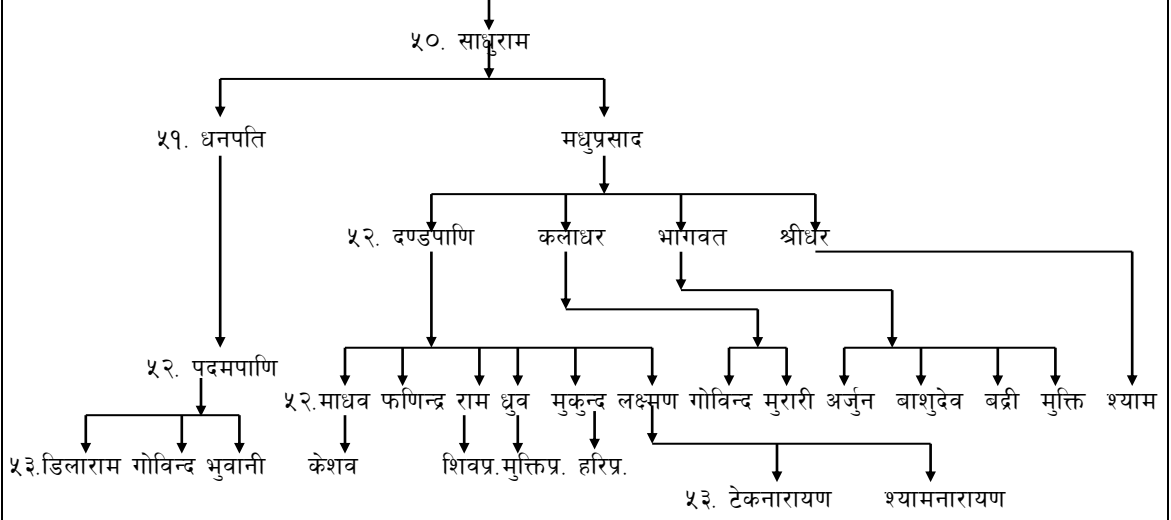 ५०. साधुराम
५१. धनपति मधुप्रसाद
५२. दण्डपाणि कलाधर भागवत श्रीधर
५२. पदमपाणि
५२.माधव फणिन्द्र राम ध्रुव मुकुन्द लक्ष्मण गोविन्द मुरारी अर्जुन बाशुदेव बद्री मुक्ति श्याम
५३.डिलाराम गोविन्द भुवानी केशव शिवप्र. मुक्तिप्र. हरिप्र.
५३. टेकनारायण श्यामनारायण